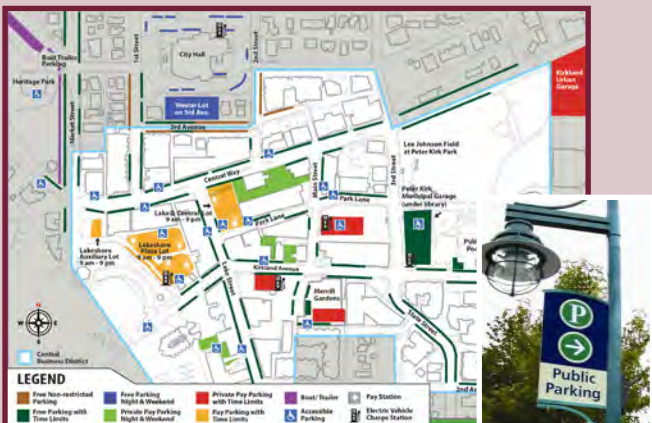 Boat Trailer
Parking
Heritage Park
Market Street
1st Street
City Hall
2nd Street
Wester Lot
on 3rd Ave.
3rd Avenue
Kirkland
Urban
Garage
Central Way
Lee Johnson Field
at Peter Kirk Park
Main Street
3rd Street
Park Lane
Peter Kirk
Municipal Garage
(under library)
Lake & Central Lot
9 am - 9 pm
Park Lane
Lakeshore
Plaza Lot
9 am - 9 pm
Lakeshore
Auxiliary Lot
9 am - 9 pm
Lake Street
Kirkland Avenue
Merrill
Gardens
State Street
N
W
E
S
Central
Business District
2nd
LEGEND
Free Non-restricted
Parking
Free Parking
Night & Weekend
Private Pay Parking
with Time Limits
Boat/ Trailer
Pay Station
Free Parking with
Time Limits
Private Pay Parking
Night & Weekend
Pay Parking with
Time Limits
Accessible
Parking
Electric Vehicle
Charge Station
P
Public
Parking